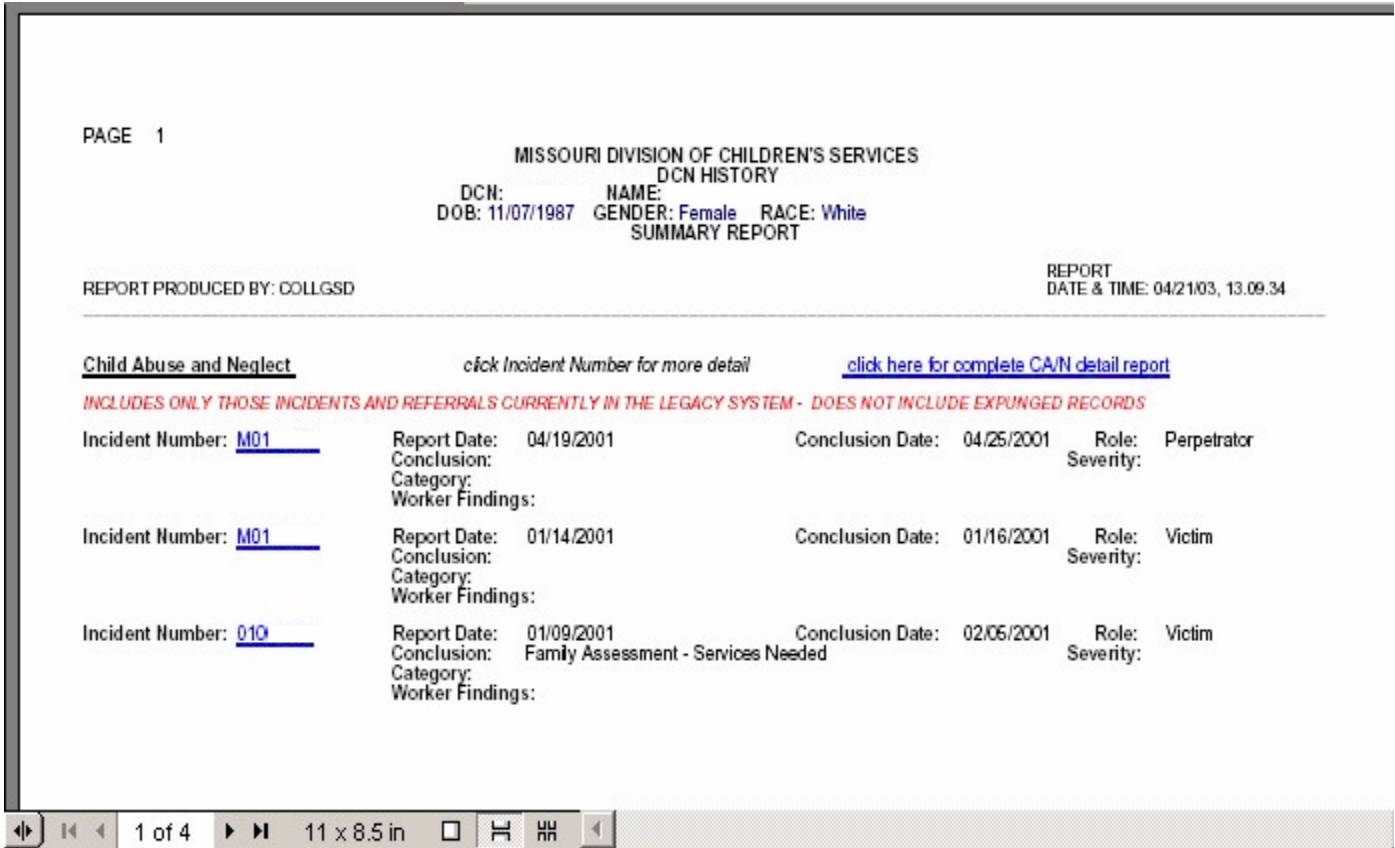 PAGE 1
MISSOURI DIVISION OF CHILDREN'S SERVICES
DCN HISTORY
DCN: NAME:
DOB: 11/07/1987 GENDER: Female RACE: White
SUMMARY REPORT
REPORT
REPORT PRODUCED BY: COLLGSD DATE & TIME: 04/21/03, 13.09.34
Child Abuse and Neglect click Incident Number for more detail click here for complete CA/N detail report
INCLUDES ONLY THOSE INCIDENTS AND REFERRALS CURRENTLY IN THE LEGACY SYSTEM - DOES NOT INCLUDE EXPUNGED RECORDS
Incident Number: M01 Report Date: 04/19/2001 Conclusion Date: 04/25/2001 Role: Perpetrator
Conclusion: Severity:
Category:
Worker Findings:
Incident Number: M01 Report Date: 01/14/2001 Conclusion Date: 01/16/2001 Role: Victim
Conclusion: Severity:
Category:
Worker Findings:
Incident Number: 010 Report Date: 01/09/2001 Conclusion Date: 02/05/2001 Role: Victim
Conclusion: Family Assessment - Services Needed Severity:
Category:
Worker Findings:
1 of 4 11 x 8.5 in